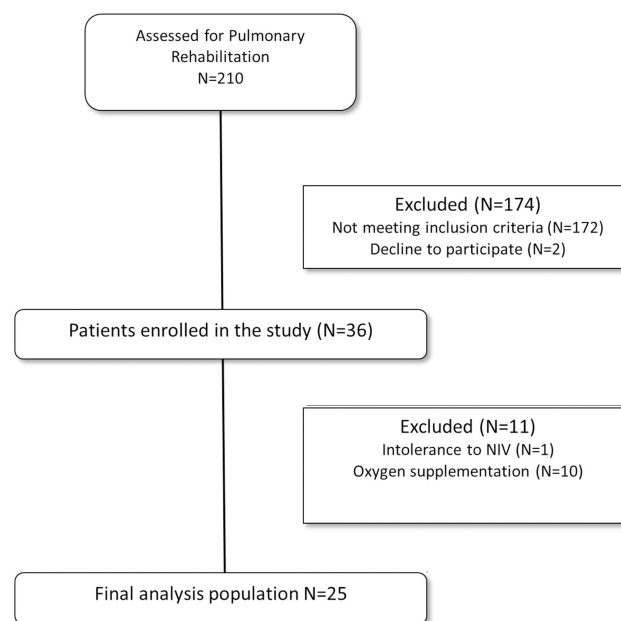 Assessed for Pulmonary
Rehabilitation
N=210
Excluded (N=174)
Not meeting inclusion criteria (N=172)
Decline to participate (N=2)
Patients enrolled in the study (N=36)
Excluded (N=11)
Intolerance to NIV (N=1)
Oxygen supplementation (N=10)
Final analysis population N=25